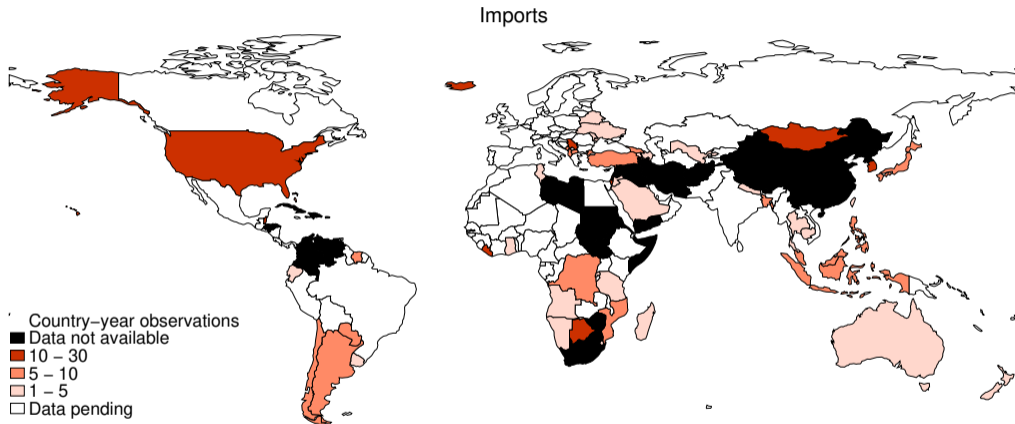 Imports
Country−year observations
Data not available
10 − 30
5 − 10
1 − 5
Data pending